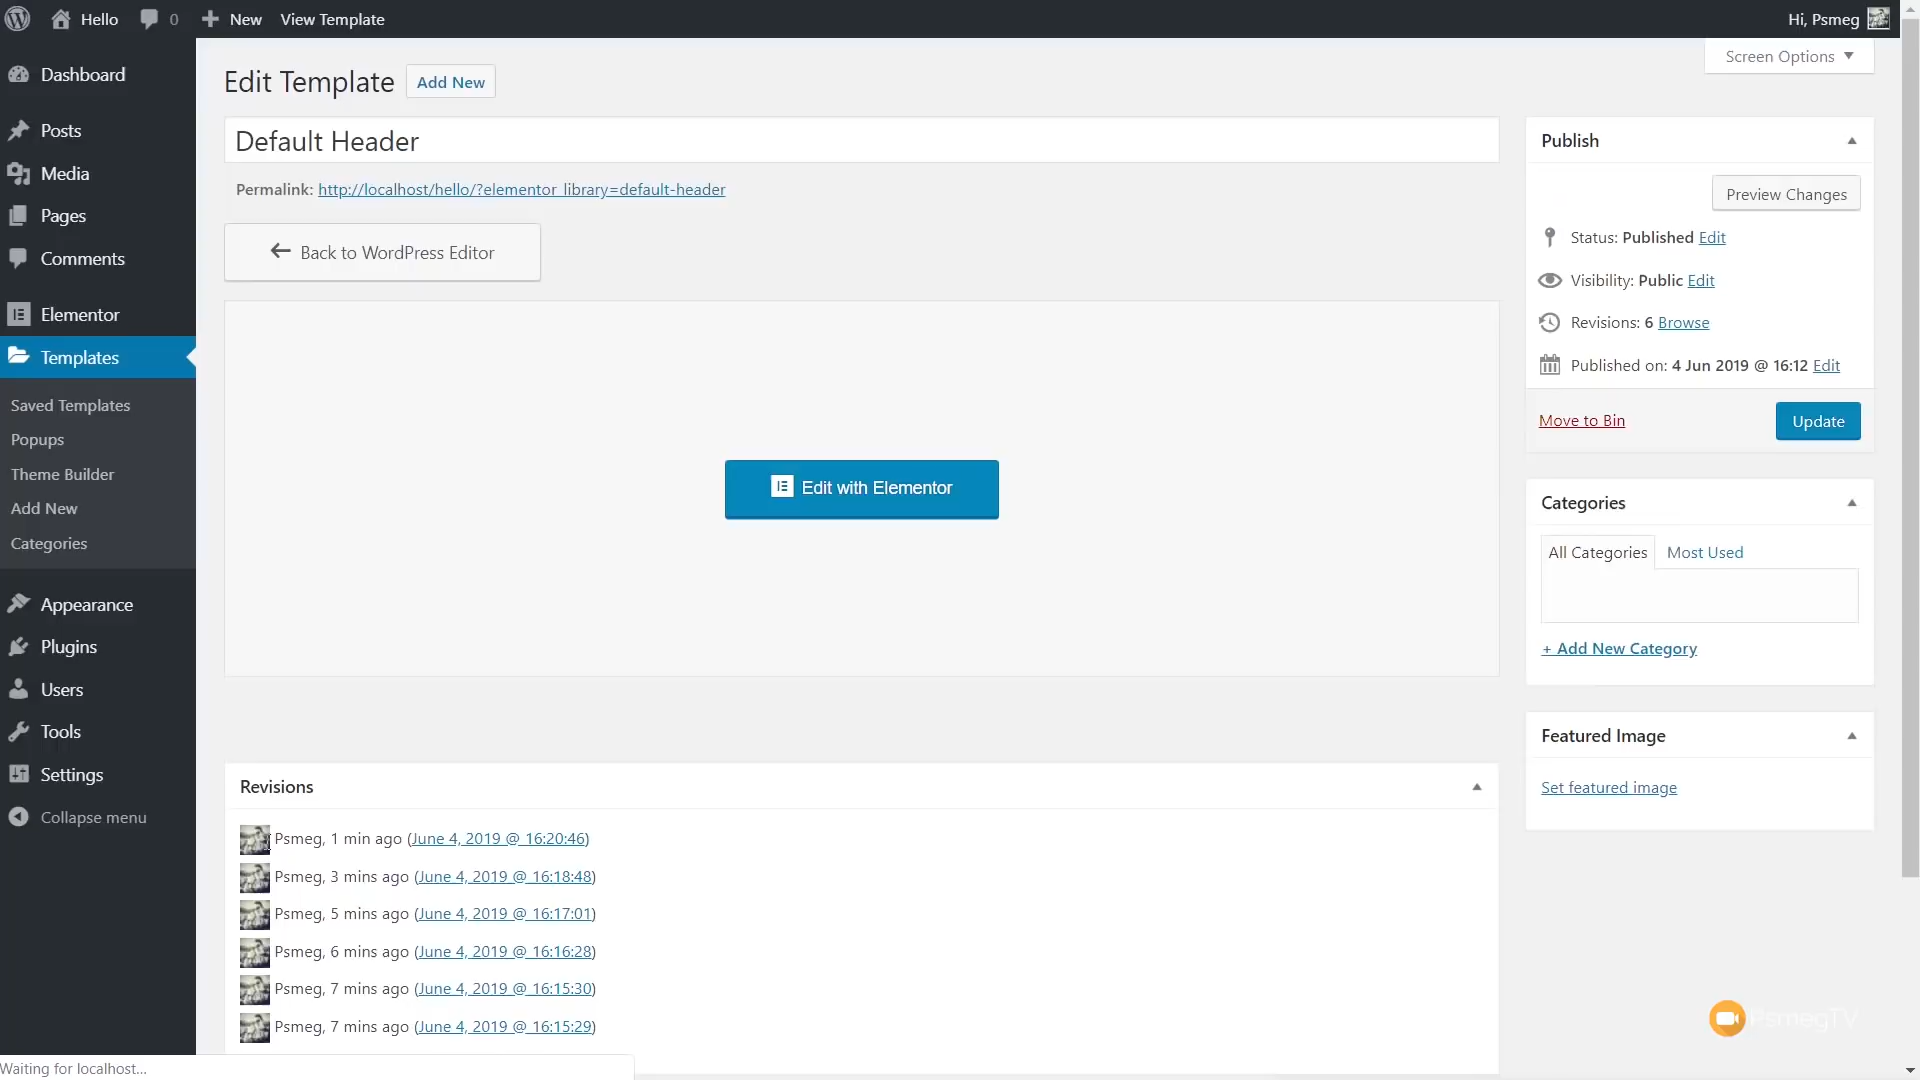 Hello
0
New
View Template
Hi, Psmeg
Screen Options
Dashboard
Posts
Media
Pages
Comments
Elementor
Templates
Saved Templates
Popups
Theme Builder
Add New
Categories
Appearance
Plugins
Users
Tools
Settings
Collapse menu
Edit Template
Add New
Default Header
Permalink: http://localhost/hello/?elementor_library=default-header
Back to WordPress Editor
Edit with Elementor
Revisions
Psmeg, 1 min ago (June 4, 2019 @ 16:20:46)
Psmeg, 3 mins ago (June 4, 2019 @ 16:18:48)
Psmeg, 5 mins ago (June 4, 2019 @ 16:17:01)
Psmeg, 6 mins ago (June 4, 2019 @ 16:16:28)
Psmeg, 7 mins ago (June 4, 2019 @ 16:15:30)
Psmeg, 7 mins ago (June 4, 2019 @ 16:15:29)
Publish
Preview Changes
Status: Published Edit
Visibility: Public Edit
Revisions: 6 Browse
Published on: 4 Jun 2019 @ 16:12 Edit
Move to Bin
Update
Categories
All Categories
Most Used
+ Add New Category
Featured Image
Set featured image
PsmegTV
Waiting for localhost...